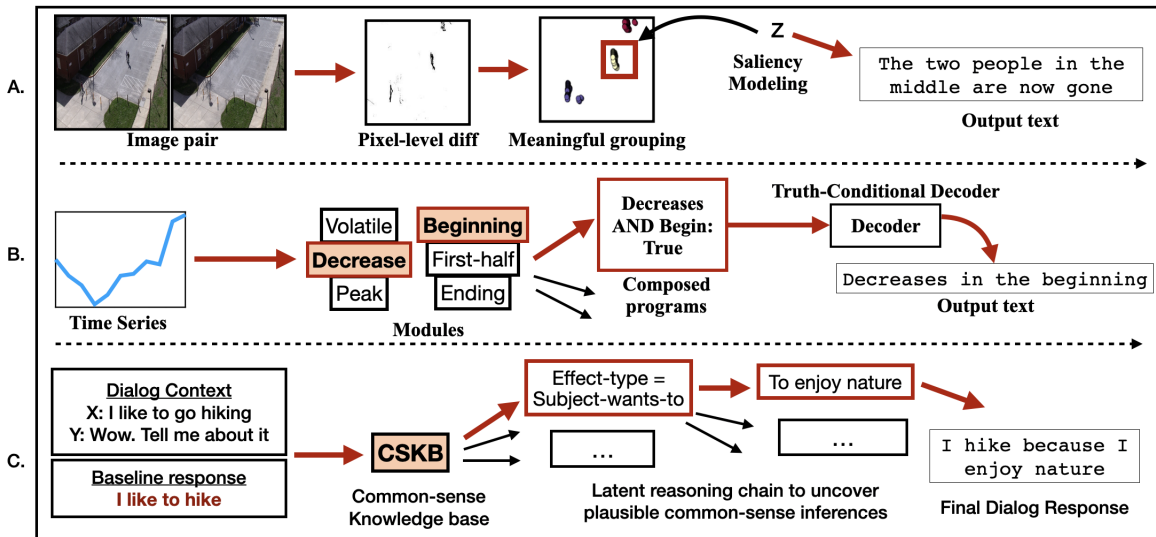 A.
Image pair
Pixel-level diff
Meaningful grouping
z
Saliency
Modeling
The two people in the
middle are now gone
Output text
B.
Time Series
Volatile
Decrease
Peak
Beginning
First-half
Ending
Modules
Decreases
AND Begin:
True
Composed
programs
Truth-Conditional Decoder
Decoder
Decreases in the beginning
Output text
C.
Dialog Context
X: I like to go hiking
Y: Wow. Tell me about it
Baseline response
I like to hike
CSKB
Common-sense
Knowledge base
Effect-type =
Subject-wants-to
...
To enjoy nature
...
Latent reasoning chain to uncover
plausible common-sense inferences
I hike because I
enjoy nature
Final Dialog Response